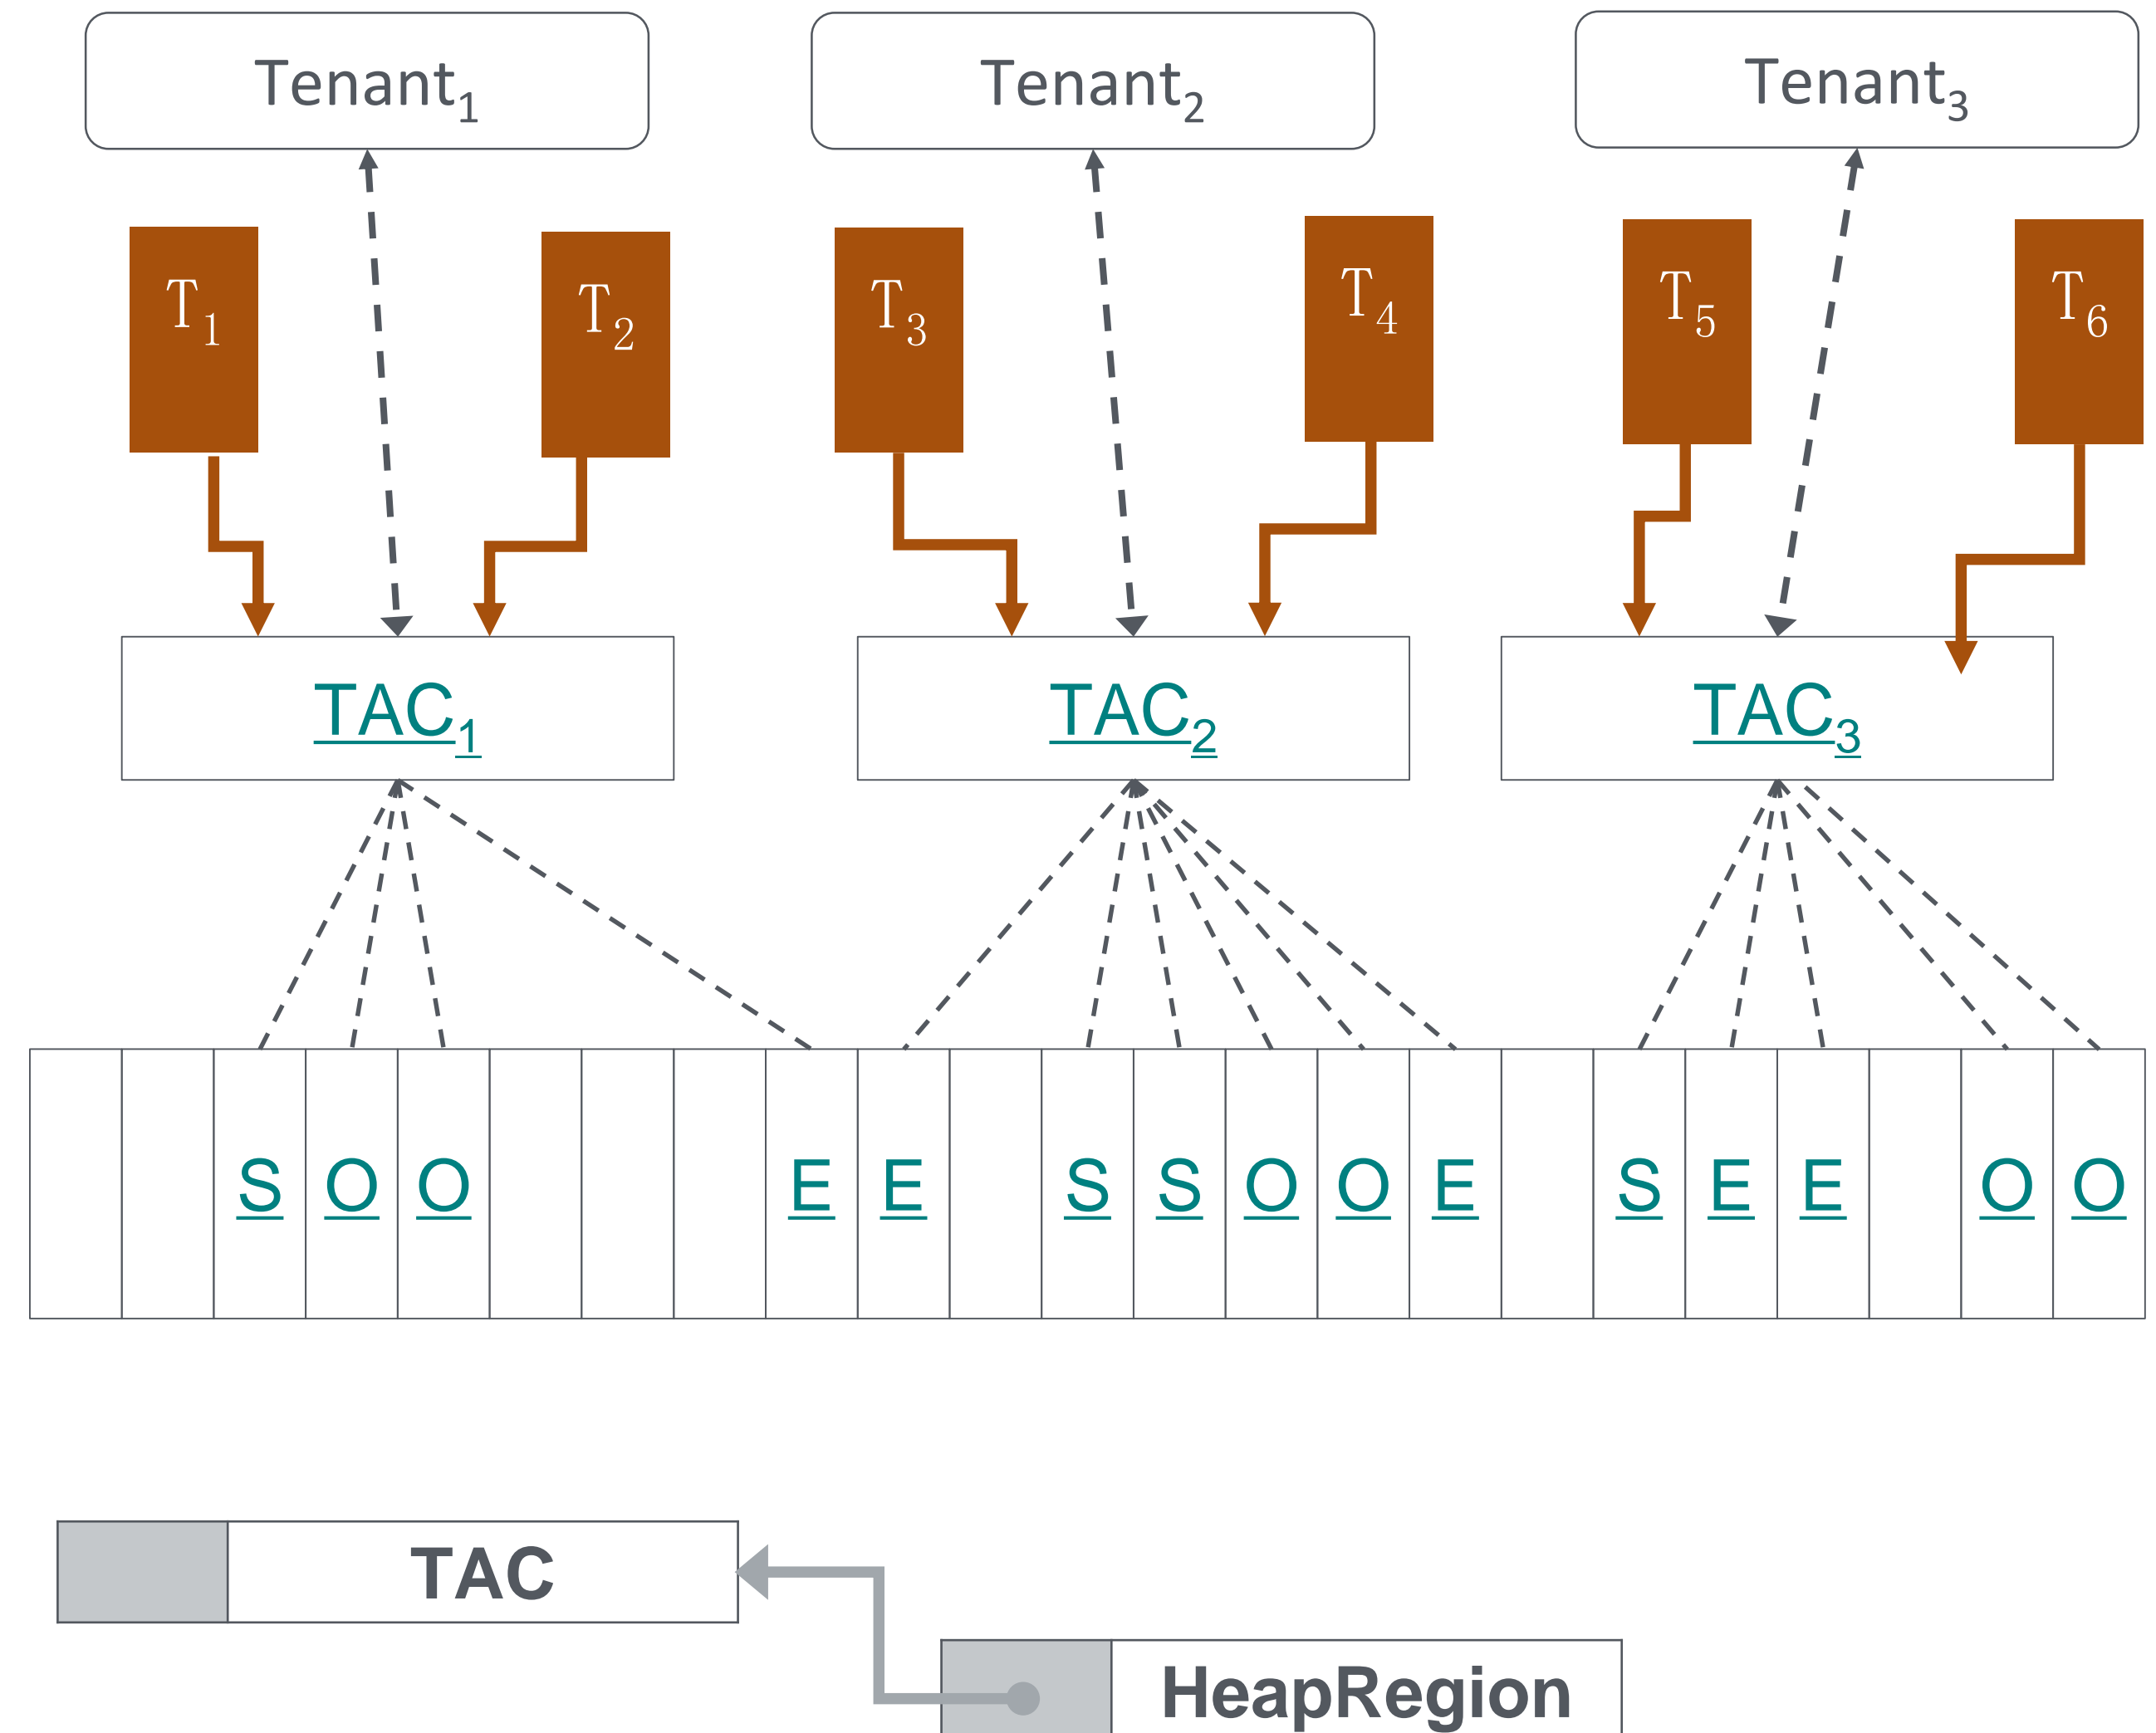 Tenant1 Tenant2 Tenant3
T1 T2 T3 T4 T5 T6
TAC1 TAC2 TAC3
S O O E E S S O O E S E E O O
TAC
HeapRegion